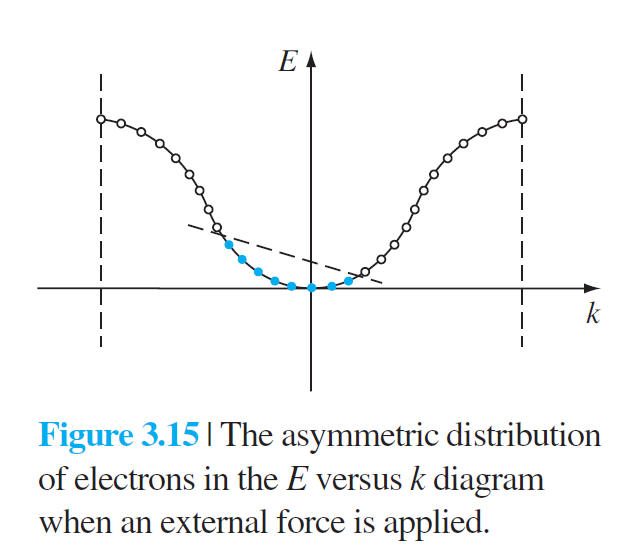 E
k
Figure 3.15 | The asymmetric distribution
of electrons in the E versus k diagram
when an external force is applied.